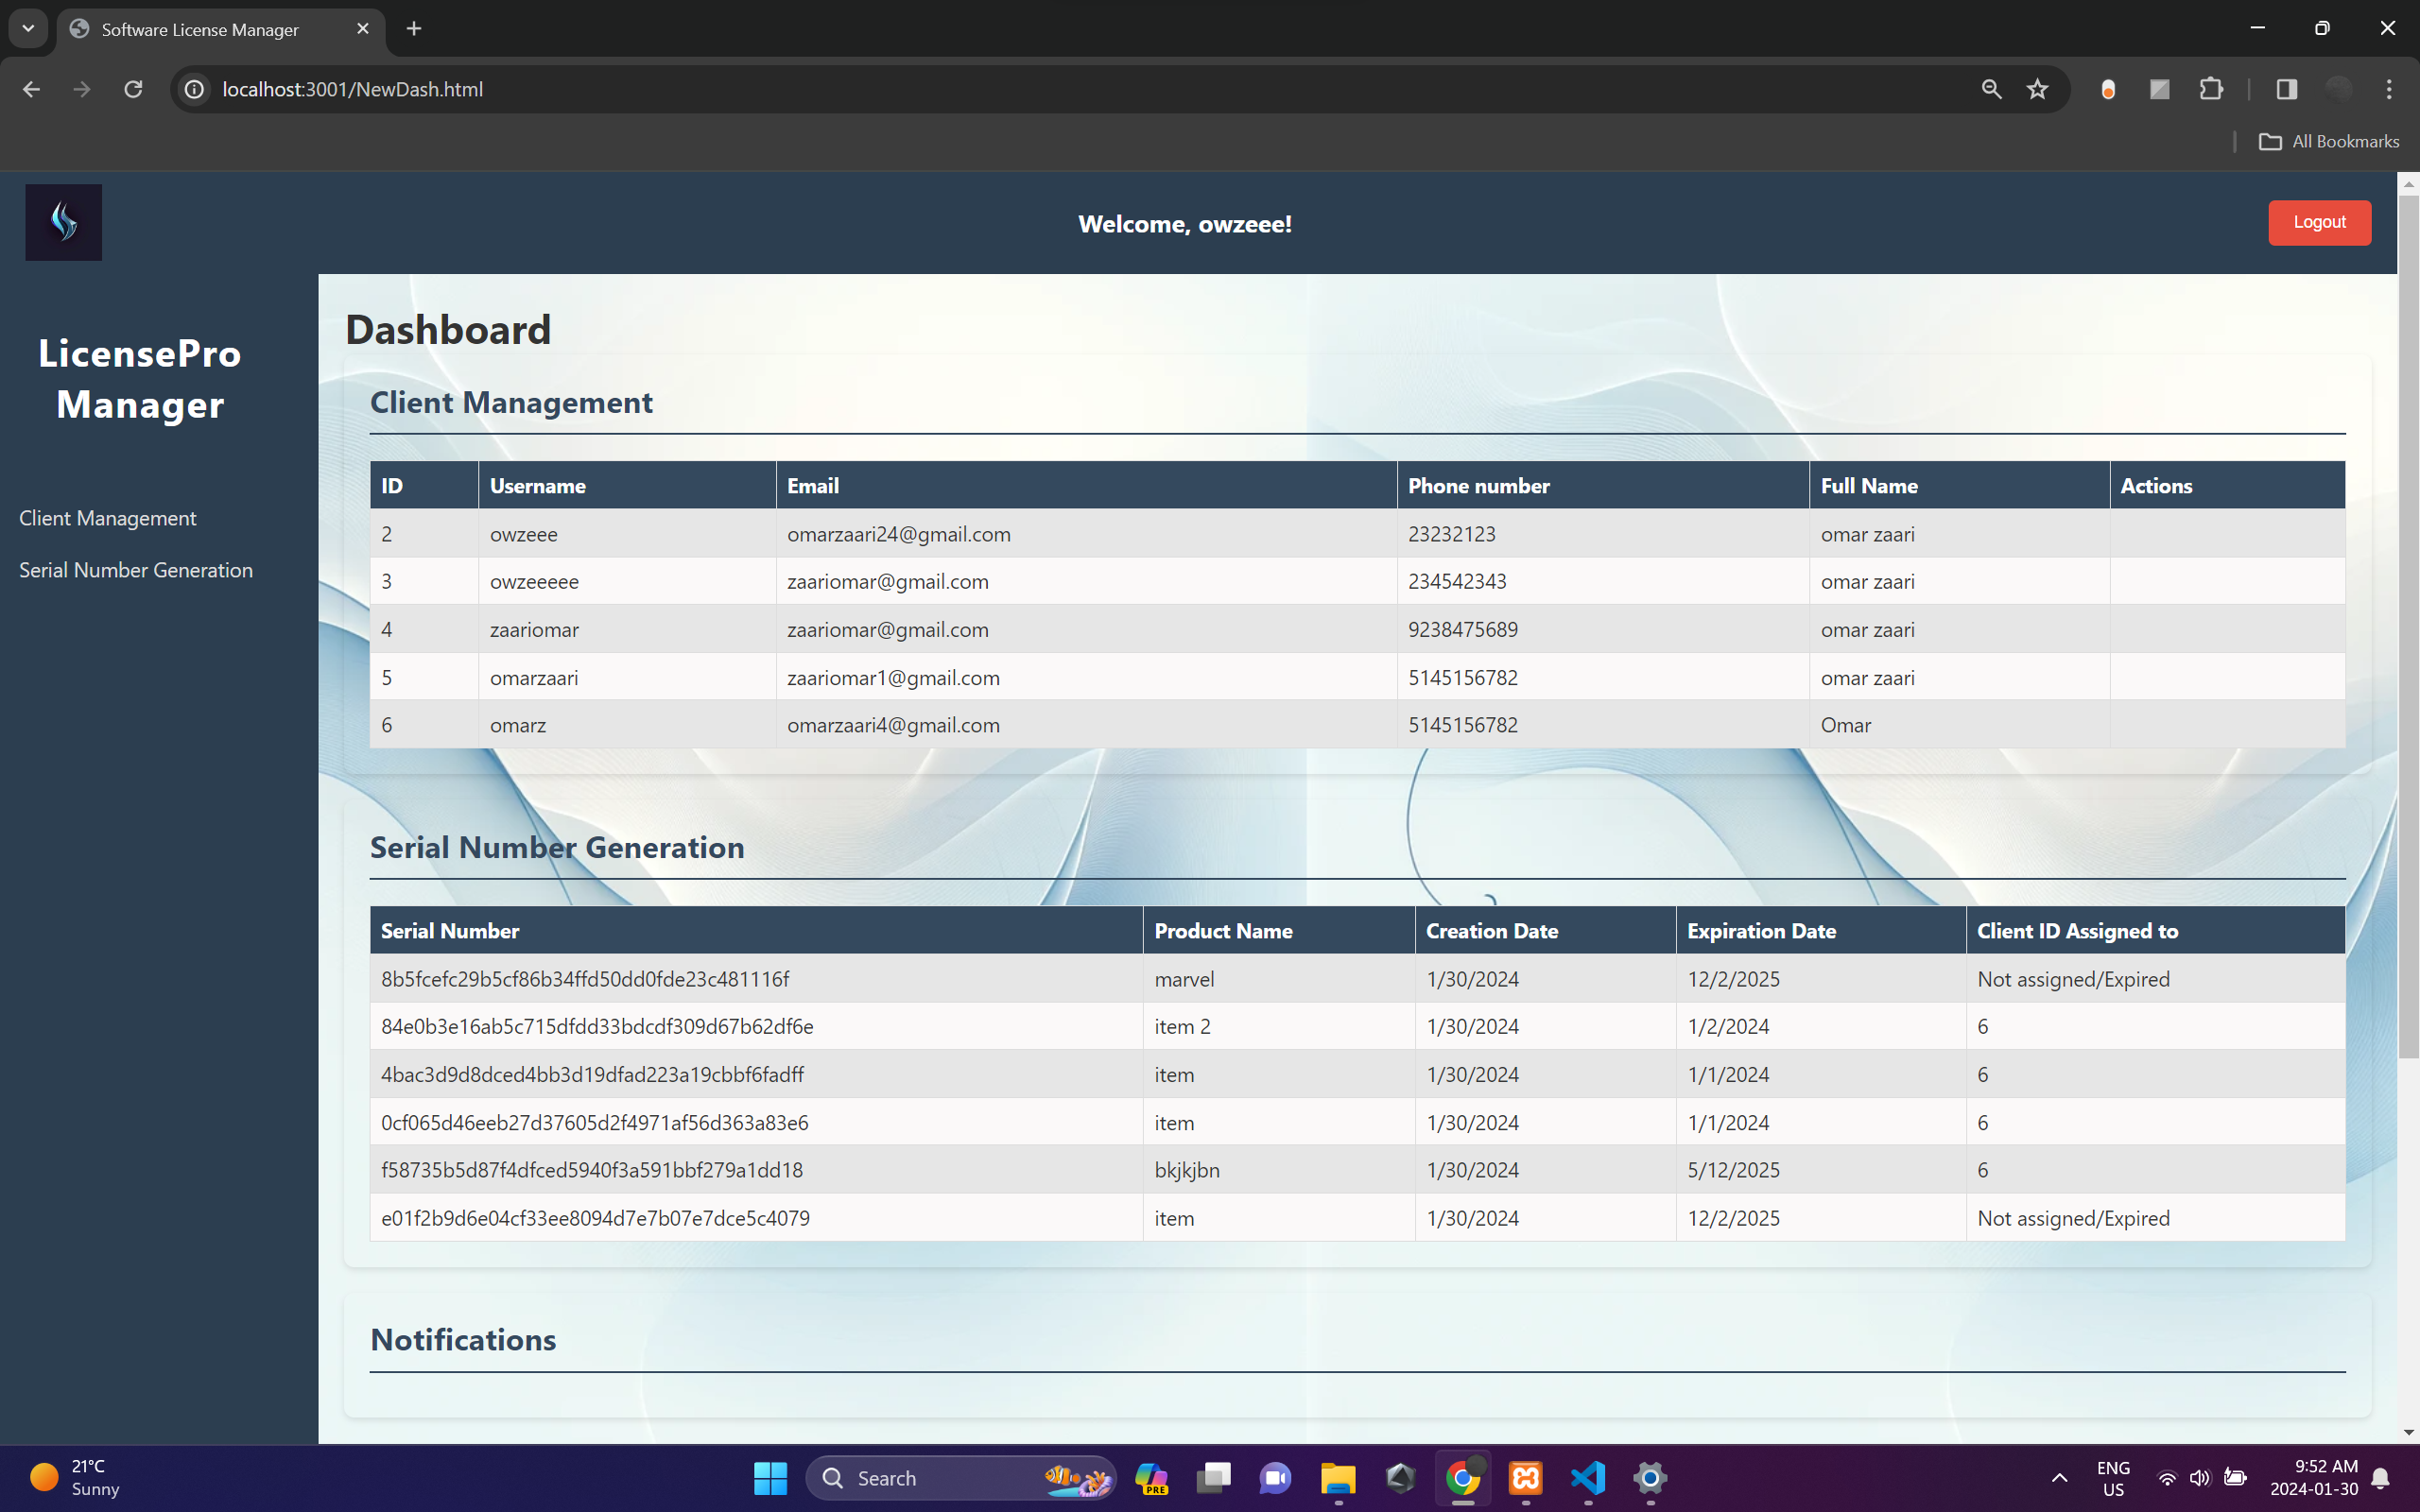 Software License Manager
localhost:3001/NewDash.html
All Bookmarks
Welcome, owzeee!
Logout
LicensePro
Manager
Client Management
Serial Number Generation
Dashboard
Client Management
ID Username Email Phone number Full Name Actions
2 owzeee omarzaari24@gmail.com 23232123 omar zaari
3 owzeeeee zaariomar@gmail.com 234542343 omar zaari
4 zaariomar zaariomar@gmail.com 9238475689 omar zaari
5 omarzaari zaariomar1@gmail.com 5145156782 omar zaari
6 omarz omarzaari4@gmail.com 5145156782 Omar
Serial Number Generation
Serial Number Product Name Creation Date Expiration Date Client ID Assigned to
8b5fcefc29b5cf86b34ffd50dd0fde23c481116f marvel 1/30/2024 12/2/2025 Not assigned/Expired
84e0b3e16ab5c715dfdd33bdcdf309d67b62df6e item 2 1/30/2024 1/2/2024 6
4bac3d9d8dced4bb3d19dfad223a19cbbf6fadff item 1/30/2024 1/1/2024 6
0cf065d46eeb27d37605d2f4971af56d363a83e6 item 1/30/2024 1/1/2024 6
f58735b5d87f4dfced5940f3a591bbf279a1dd18 bkjkjbn 1/30/2024 5/12/2025 6
e01f2b9d6e04cf33ee8094d7e7b07e7dce5c4079 item 1/30/2024 12/2/2025 Not assigned/Expired
Notifications
21°C
Sunny
Search
PRE
ENG
US
9:52 AM
2024-01-30